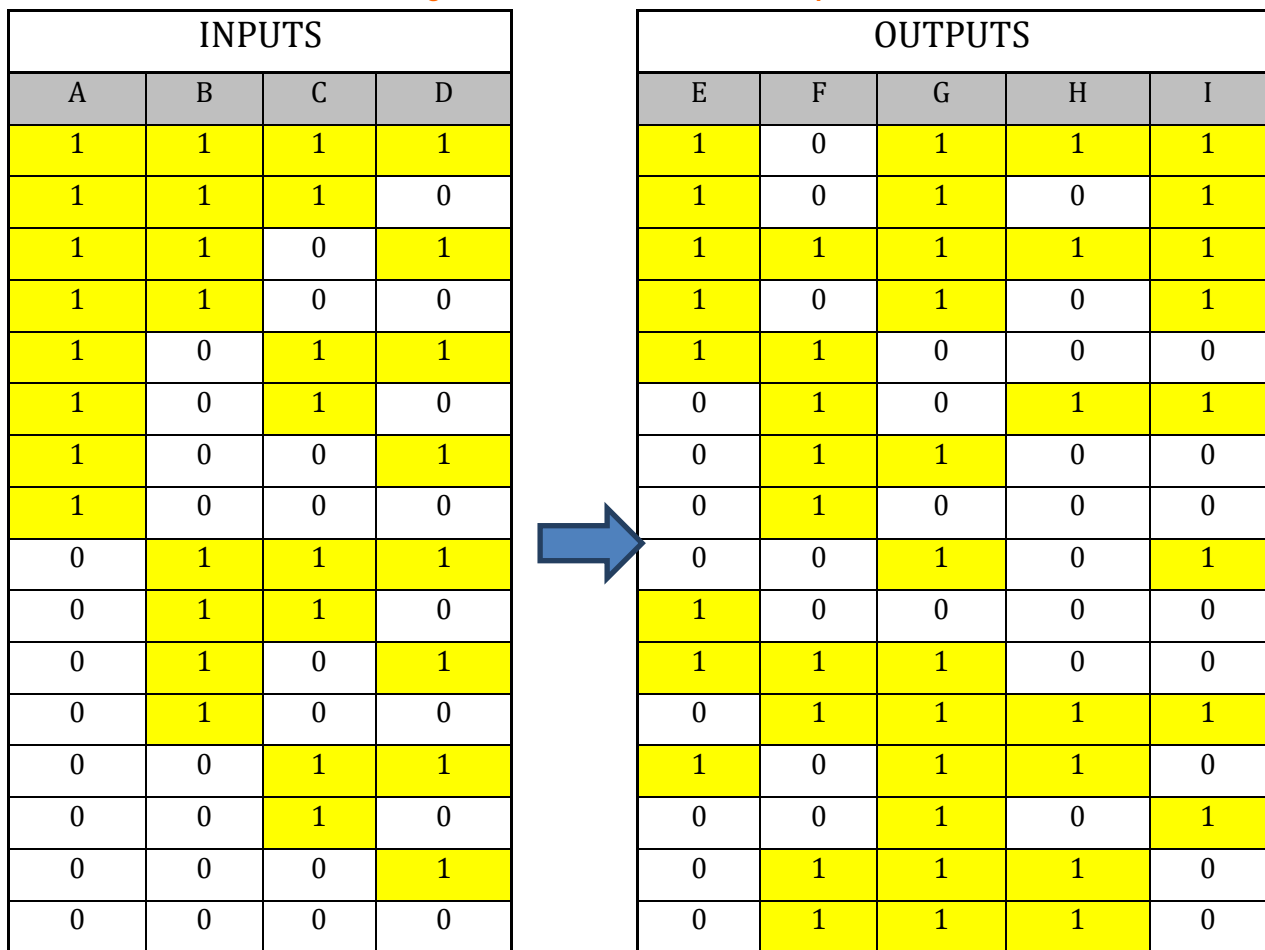 INPUTS OUTPUTS
A B C D E F G H I
1 1 1 1 1 0 1 1 1
1 1 1 0 1 0 1 0 1
1 1 0 1 1 1 1 1 1
1 1 0 0 1 0 1 0 1
1 0 1 1 1 1 0 0 0
1 0 1 0 0 1 0 1 1
1 0 0 1 0 1 1 0 0
1 0 0 0 0 1 0 0 0
0 1 1 1 0 0 1 0 1
0 1 1 0 1 0 0 0 0
0 1 0 1 1 1 1 0 0
0 1 0 0 0 1 1 1 1
0 0 1 1 1 0 1 1 0
0 0 1 0 0 0 1 0 1
0 0 0 1 0 1 1 1 0
0 0 0 0 0 1 1 1 0